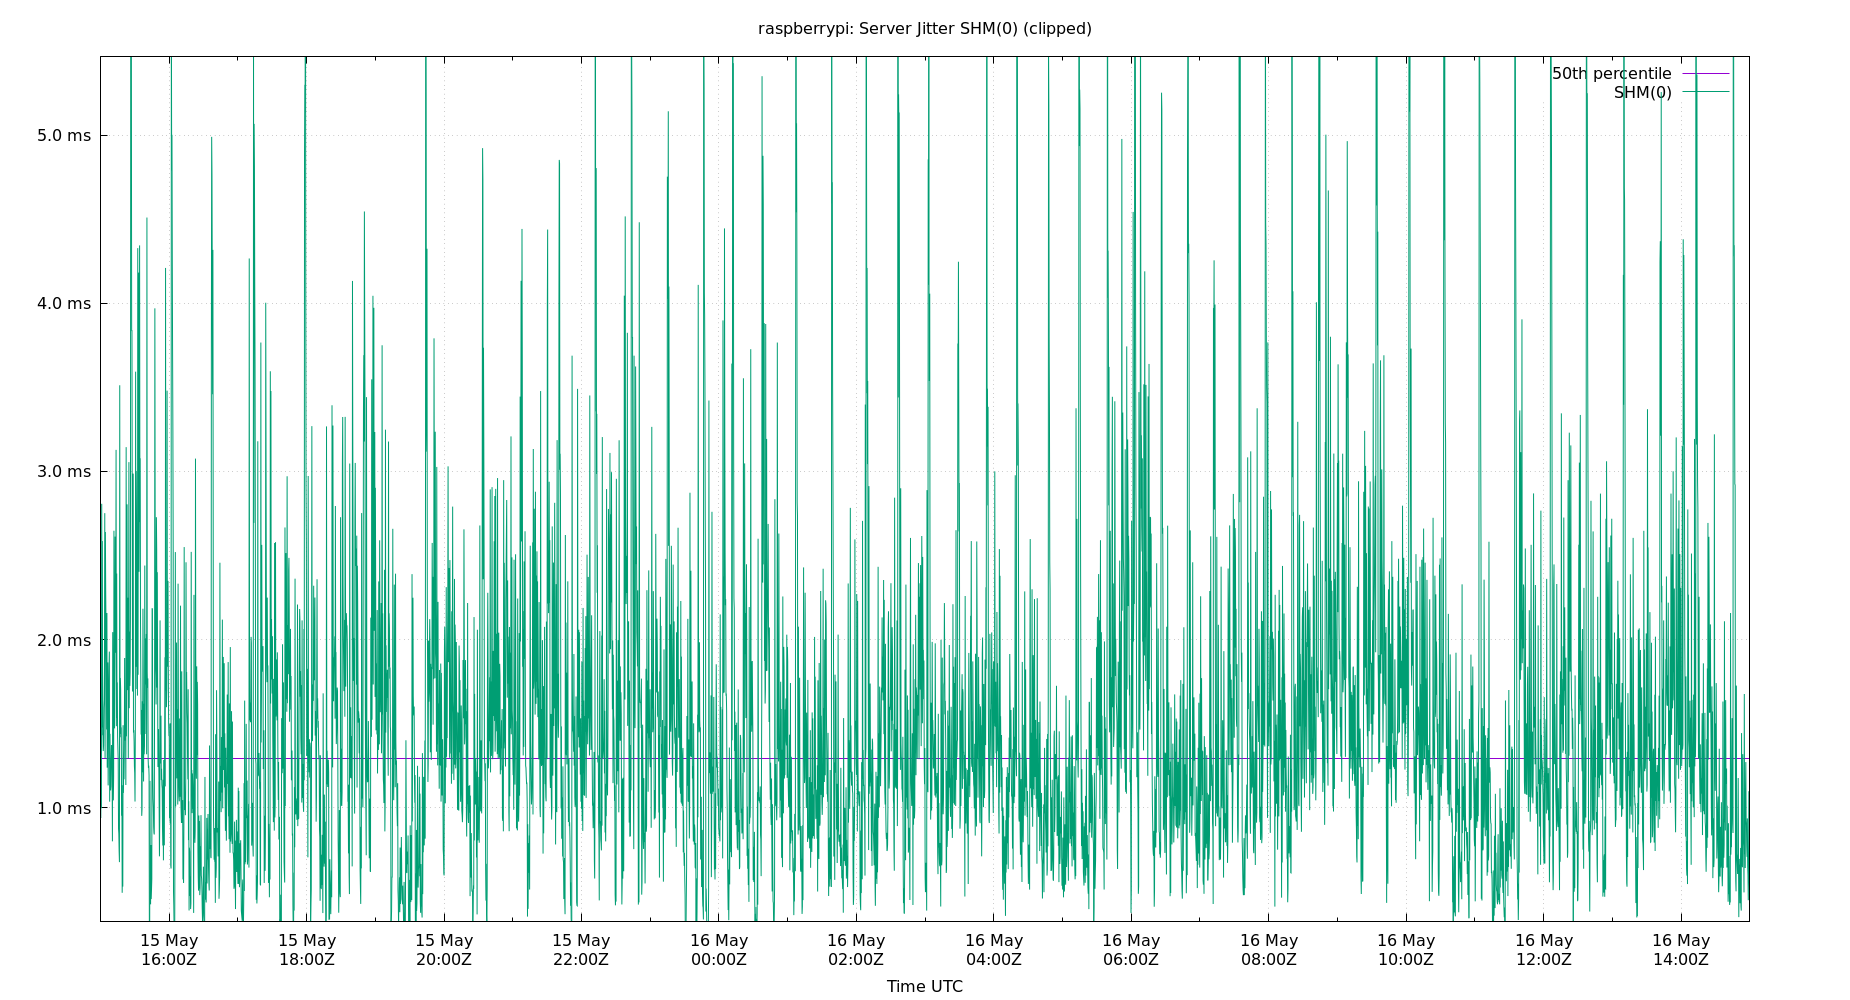 raspberrypi: Server Jitter SHM(0) (clipped)
50th percentile
SHM(0)
5.0 ms
4.0 ms
3.0 ms
2.0 ms
1.0 ms
15 May 15 May 15 May 15 May 16 May 16 May 16 May 16 May 16 May 16 May 16 May 16 May
16:00Z 18:00Z 20:00Z 22:00Z 00:00Z 02:00Z 04:00Z 06:00Z 08:00Z 10:00Z 12:00Z 14:00Z
Time UTC